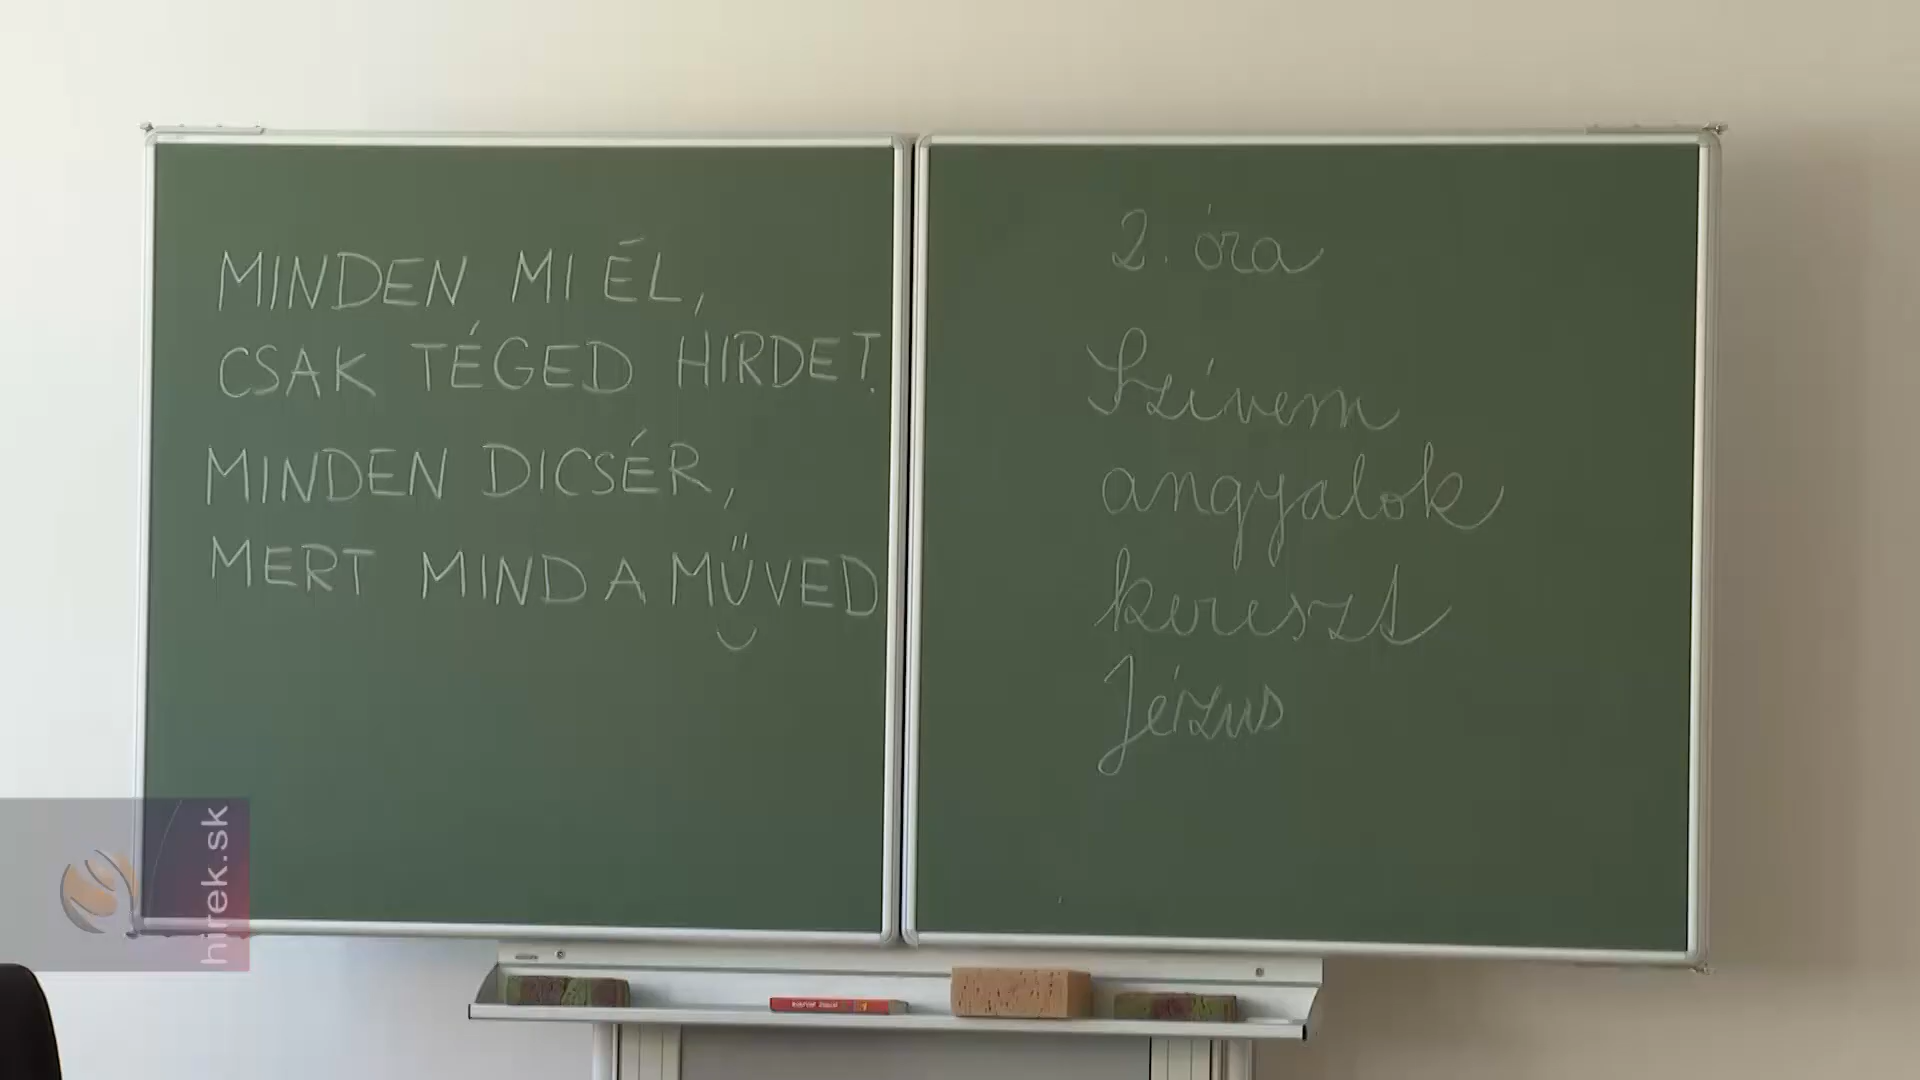 MINDEN MI ÉL,
CSAK TÉGED HIRDET.
MINDEN DICSÉR,
MERT MIND A MŰVED
2. óra
Szívem
angyalok
kereszt
Jézus
hirek.sk